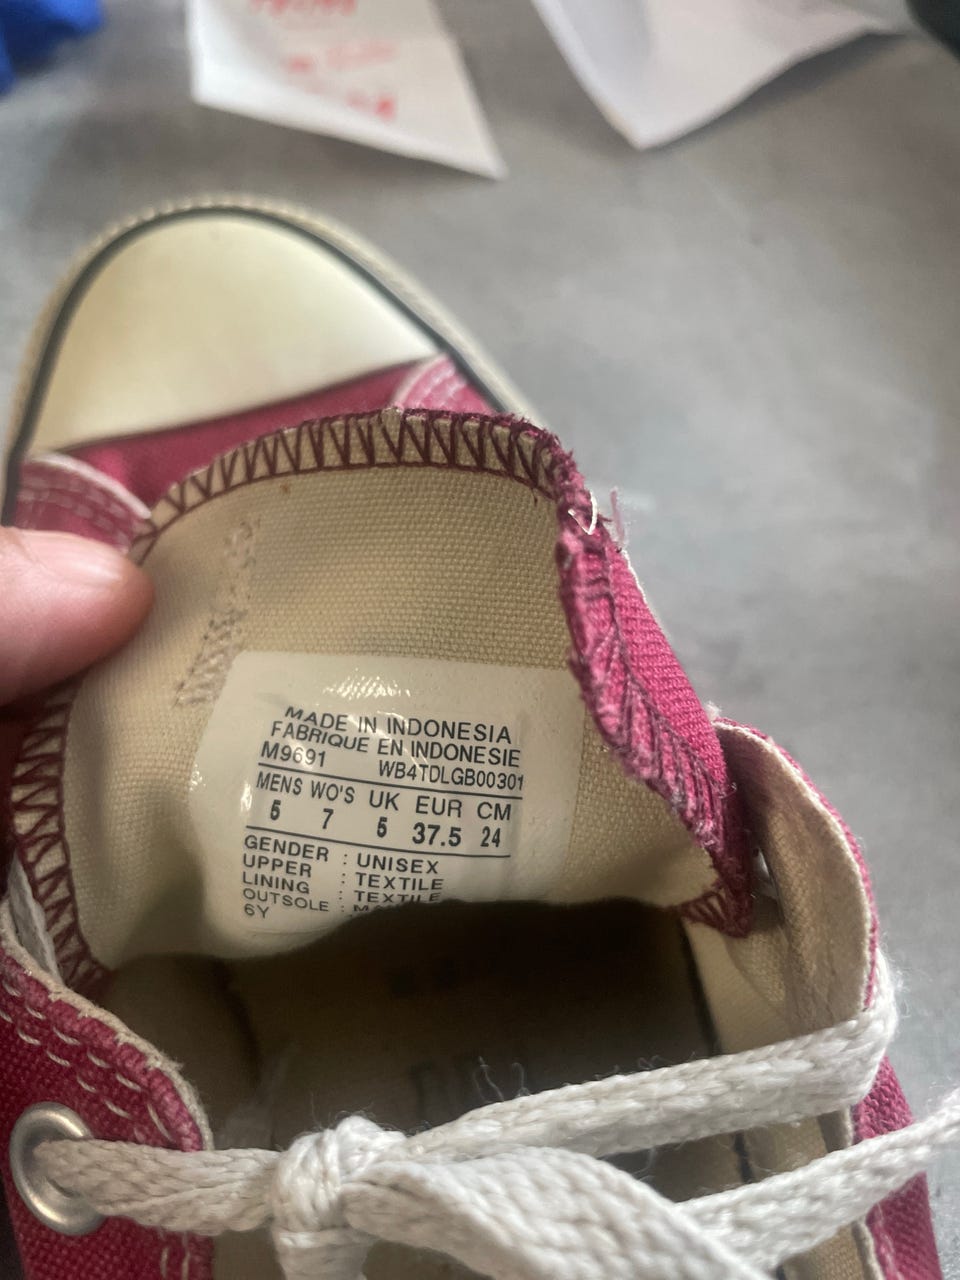 MADE IN INDONESIA
FABRIQUE EN INDONESIE
M9691 WB4TDLGB00301
MENS WO'S UK EUR CM
5 7 5 37.5 24
GENDER : UNISEX
UPPER : TEXTILE
LINING : TEXTILE
OUTSOLE :
6Y